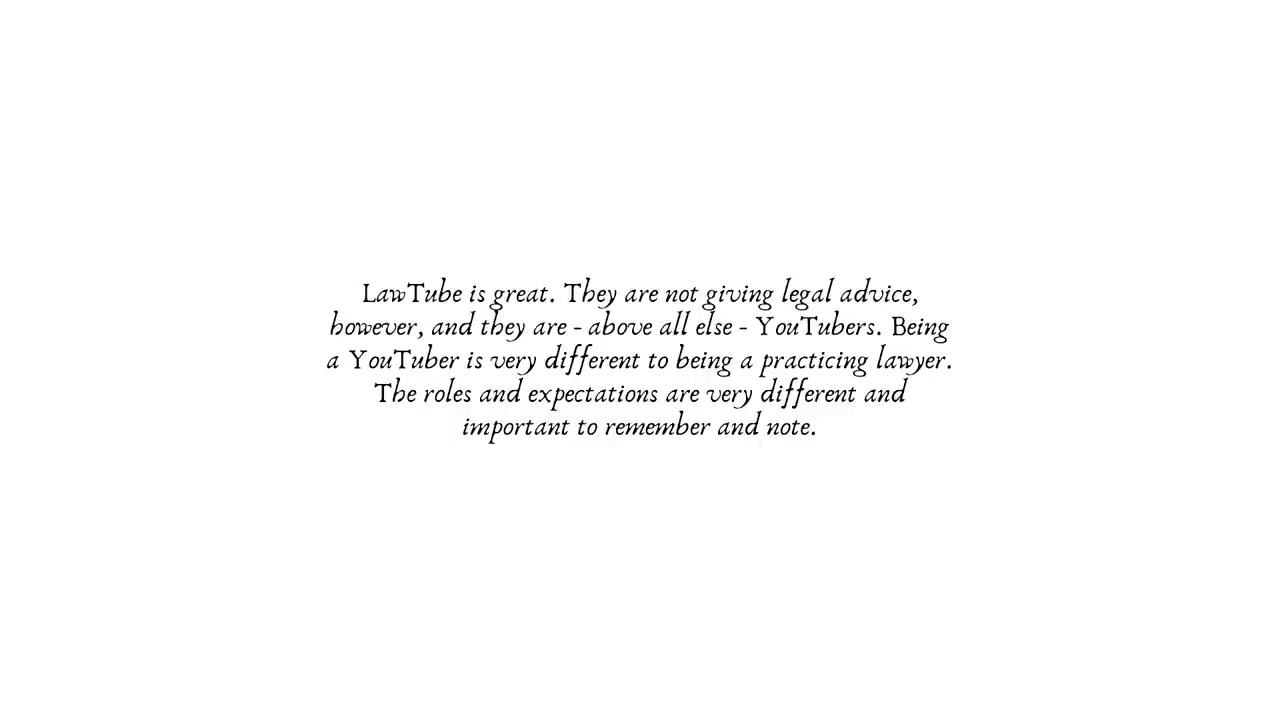 LawTube is great. They are not giving legal advice,
however, and they are - above all else - YouTubers. Being
a YouTuber is very different to being a practicing lawyer.
The roles and expectations are very different and
important to remember and note.